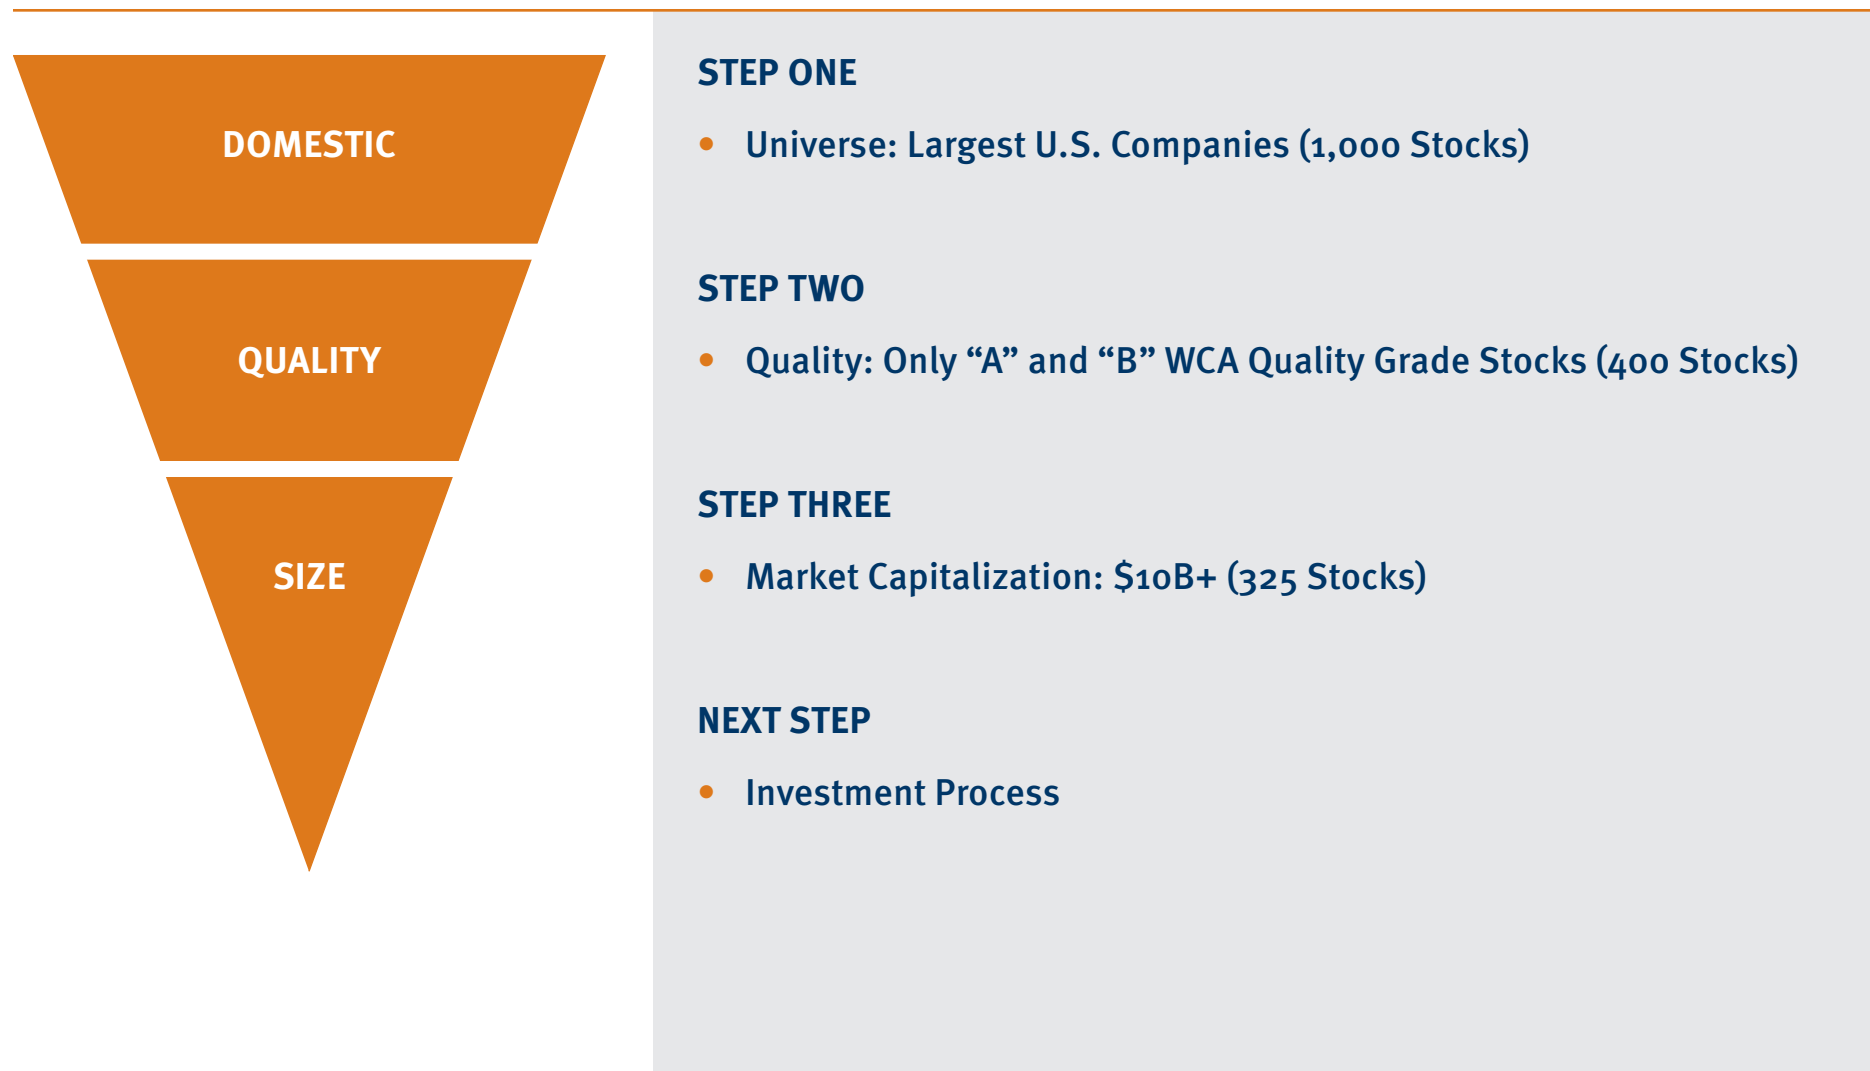 DOMESTIC
QUALITY
SIZE
STEP ONE
• Universe: Largest U.S. Companies (1,000 Stocks)
STEP TWO
• Quality: Only “A” and “B” WCA Quality Grade Stocks (400 Stocks)
STEP THREE
• Market Capitalization: $10B+ (325 Stocks)
NEXT STEP
• Investment Process